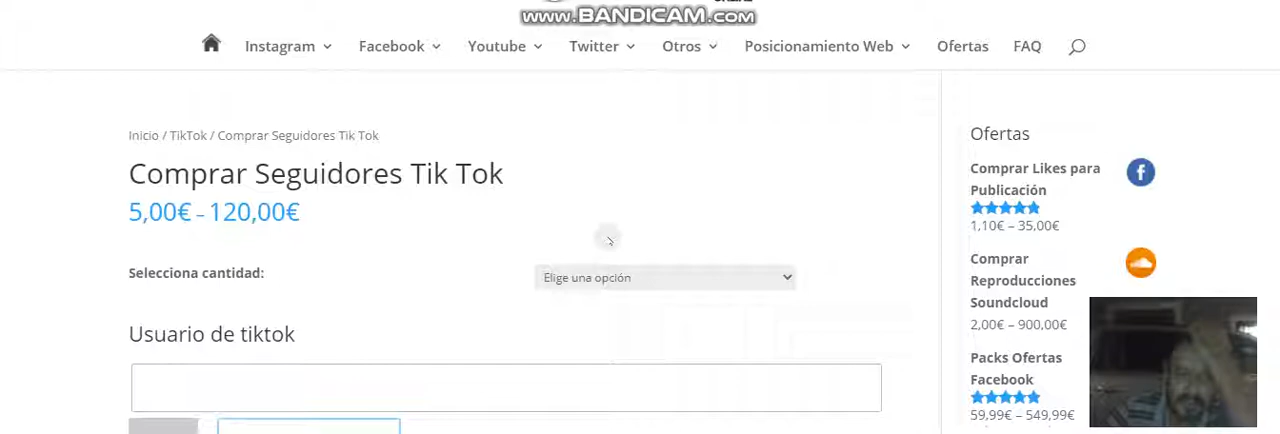 www.BANDICAM.com
Instagram
Facebook
Youtube
Twitter
Otros
Posicionamiento Web
Ofertas
FAQ
Inicio / TikTok / Comprar Seguidores Tik Tok
Comprar Seguidores Tik Tok
5,00€ – 120,00€
Selecciona cantidad:
Elige una opción
Usuario de tiktok
Ofertas
Comprar Likes para
Publicación
1,10€ – 35,00€
Comprar
Reproducciones
Soundcloud
2,00€ – 900,00€
Packs Ofertas
Facebook
59,99€ – 549,99€